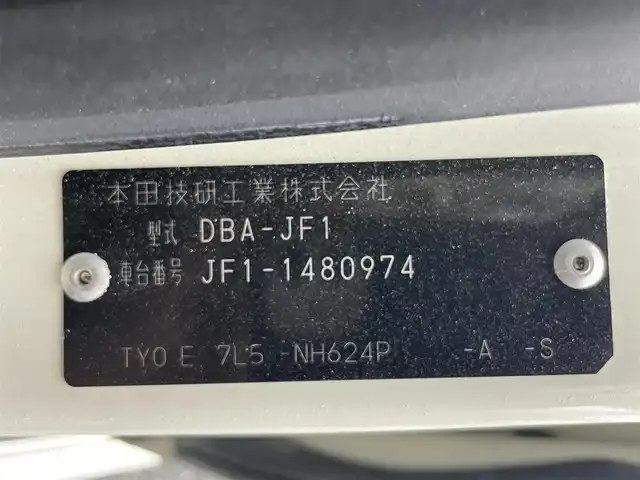 本田技研工業株式会社
型式 DBA-JF1
車台番号 JF1-1480974
TYO E 7L5 -NH624P -A -S